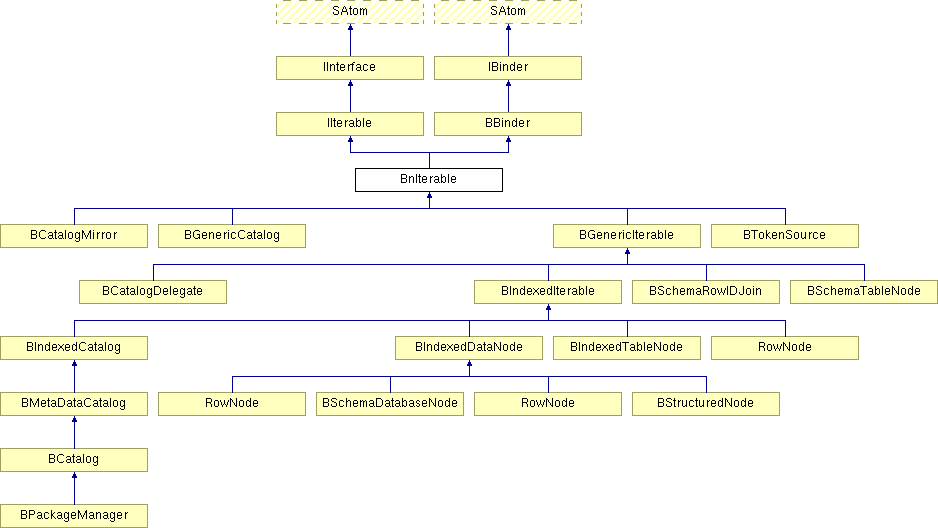 SAtom
SAtom
IInterface
IBinder
IIterable
BBinder
BnIterable
BCatalogMirror
BGenericCatalog
BGenericIterable
BTokenSource
BCatalogDelegate
BIndexedIterable
BSchemaRowIDJoin
BSchemaTableNode
BIndexedCatalog
BIndexedDataNode
BIndexedTableNode
RowNode
BMetaDataCatalog
RowNode
BSchemaDatabaseNode
RowNode
BStructuredNode
BCatalog
BPackageManager